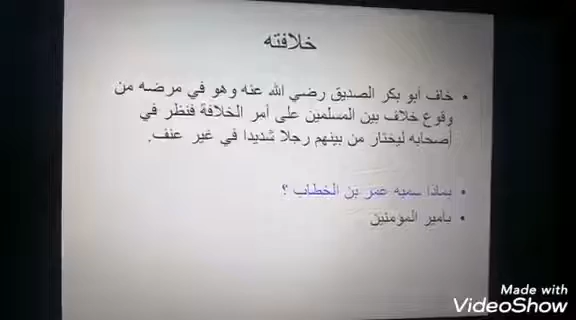 خلافته
• خاف أبو بكر الصديق رضي الله عنه وهو في مرضه من
وقوع خلاف بين المسلمين على أمر الخلافة فنظر في
أصحابه ليختار من بينهم رجلا شديدا في غير عنف.
• بماذا سميه عمر بن الخطاب ؟
• بامير المؤمنين
Made with
VideoShow